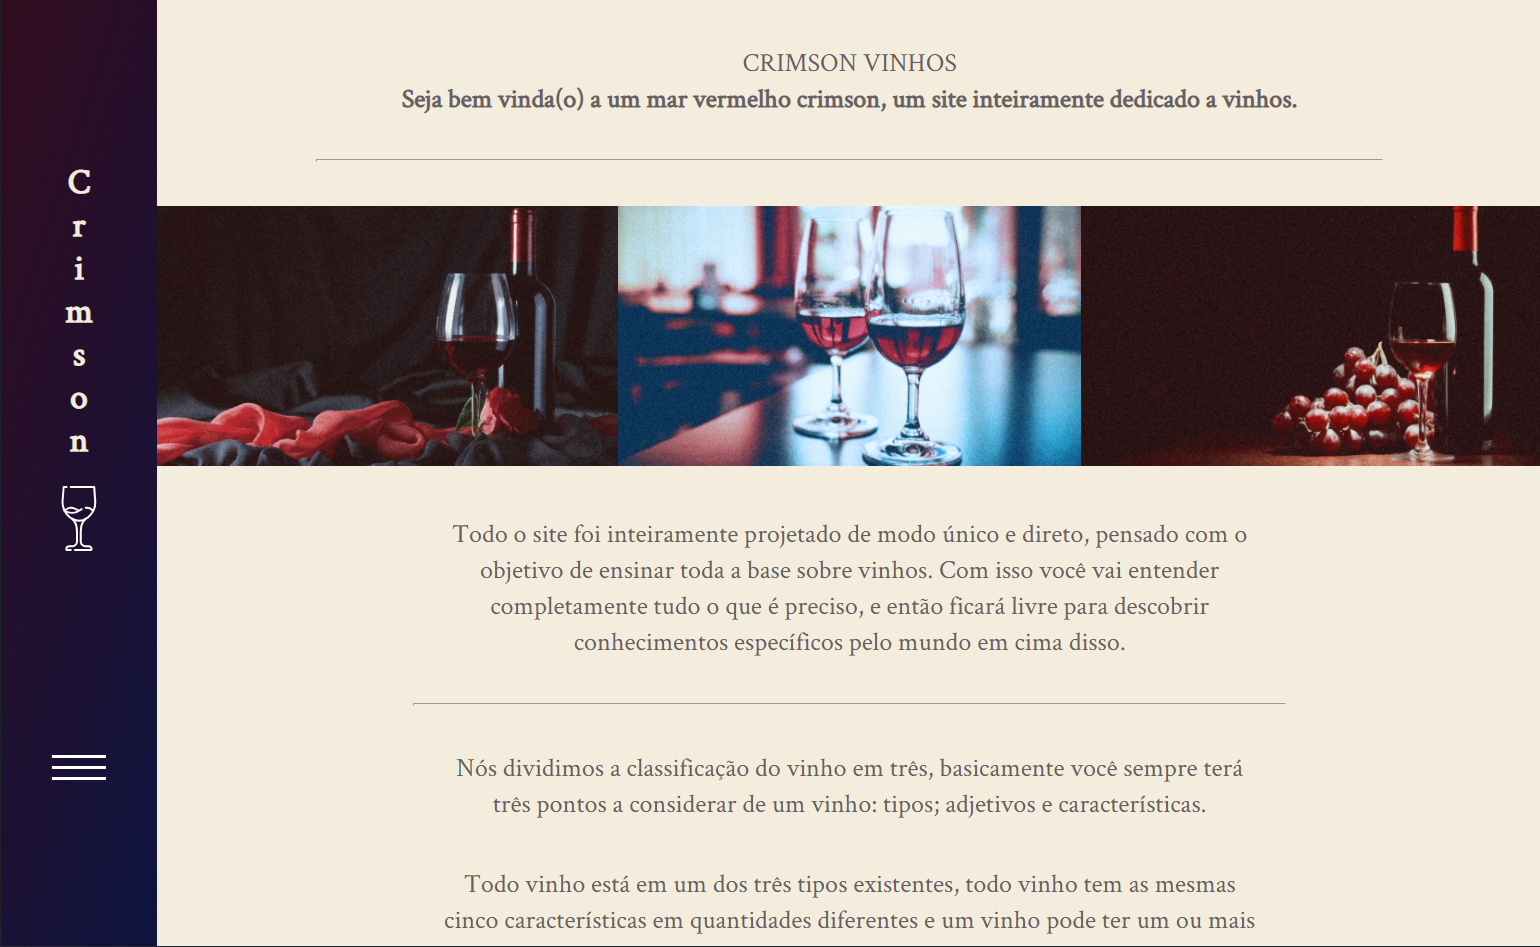 Crimson
CRIMSON VINHOS
Seja bem vinda(o) a um mar vermelho crimson, um site inteiramente dedicado a vinhos.
Todo o site foi inteiramente projetado de modo único e direto, pensado com o
objetivo de ensinar toda a base sobre vinhos. Com isso você vai entender
completamente tudo o que é preciso, e então ficará livre para descobrir
conhecimentos específicos pelo mundo em cima disso.
Nós dividimos a classificação do vinho em três, basicamente você sempre terá
três pontos a considerar de um vinho: tipos; adjetivos e características.
Todo vinho está em um dos três tipos existentes, todo vinho tem as mesmas
cinco características em quantidades diferentes e um vinho pode ter um ou mais